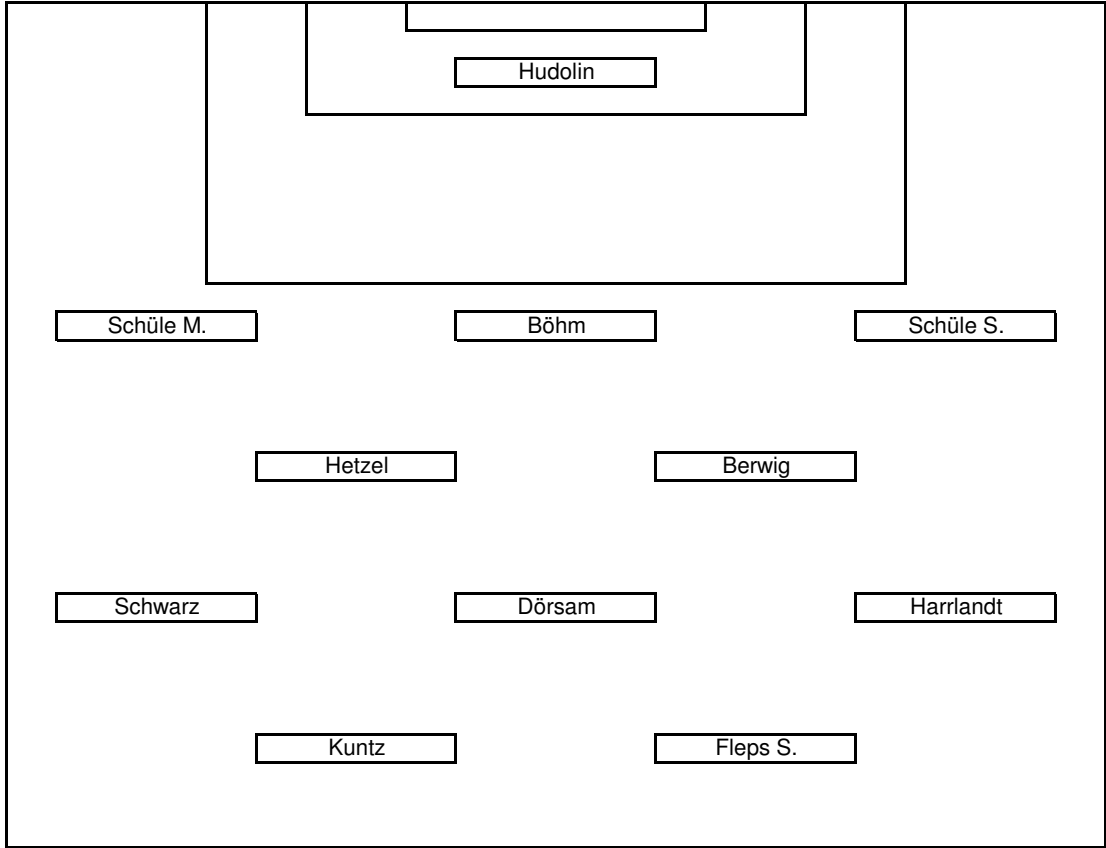 Hudolin
Schüle M.
Böhm
Schüle S.
Hetzel
Berwig
Schwarz
Dörsam
Harrlandt
Kuntz
Fleps S.